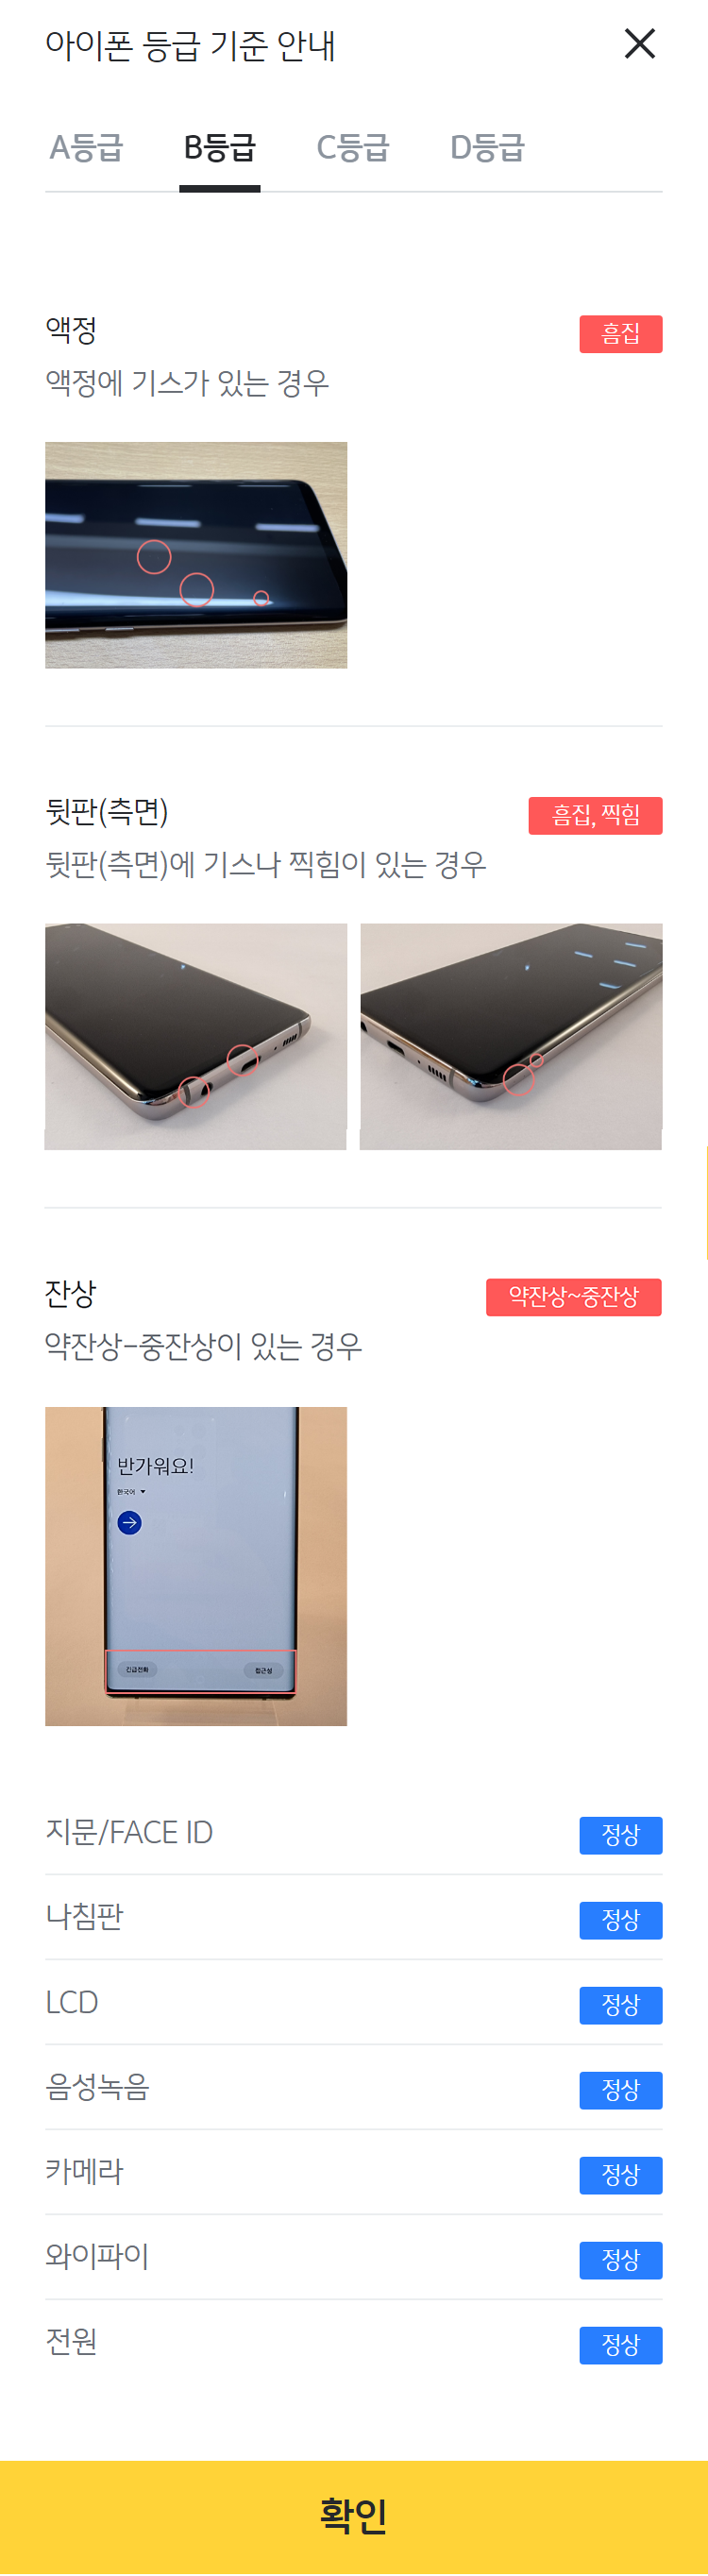 아이폰 등급 기준 안내
A등급 B등급 C등급 D등급
액정 흠집
액정에 기스가 있는 경우
뒷판(측면) 흠집, 찍힘
뒷판(측면)에 기스나 찍힘이 있는 경우
잔상 약잔상~중잔상
약잔상-중잔상이 있는 경우
반가워요!
한국어
긴급전화 접근성
지문/FACE ID 정상
나침판 정상
LCD 정상
음성녹음 정상
카메라 정상
와이파이 정상
전원 정상
확인